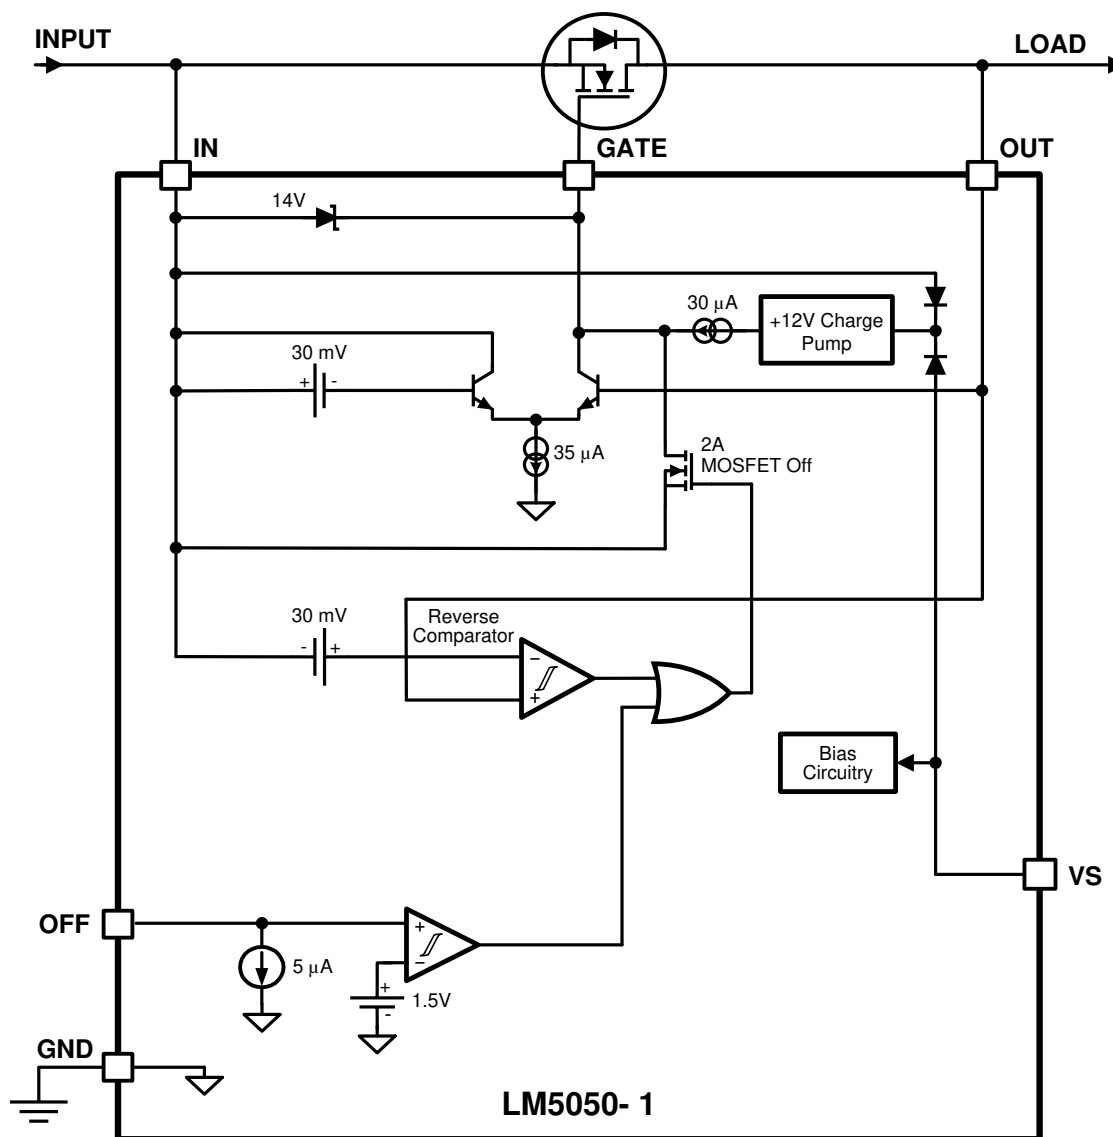 INPUT
LOAD
IN
GATE
OUT
14V
30 μA
+12V Charge
Pump
30 mV
+ -
35 μA
2A
MOSFET Off
30 mV
- +
Reverse
Comparator
−
+
Bias
Circuitry
VS
OFF
+
−
5 μA
+
1.5V
-
GND
LM5050- 1